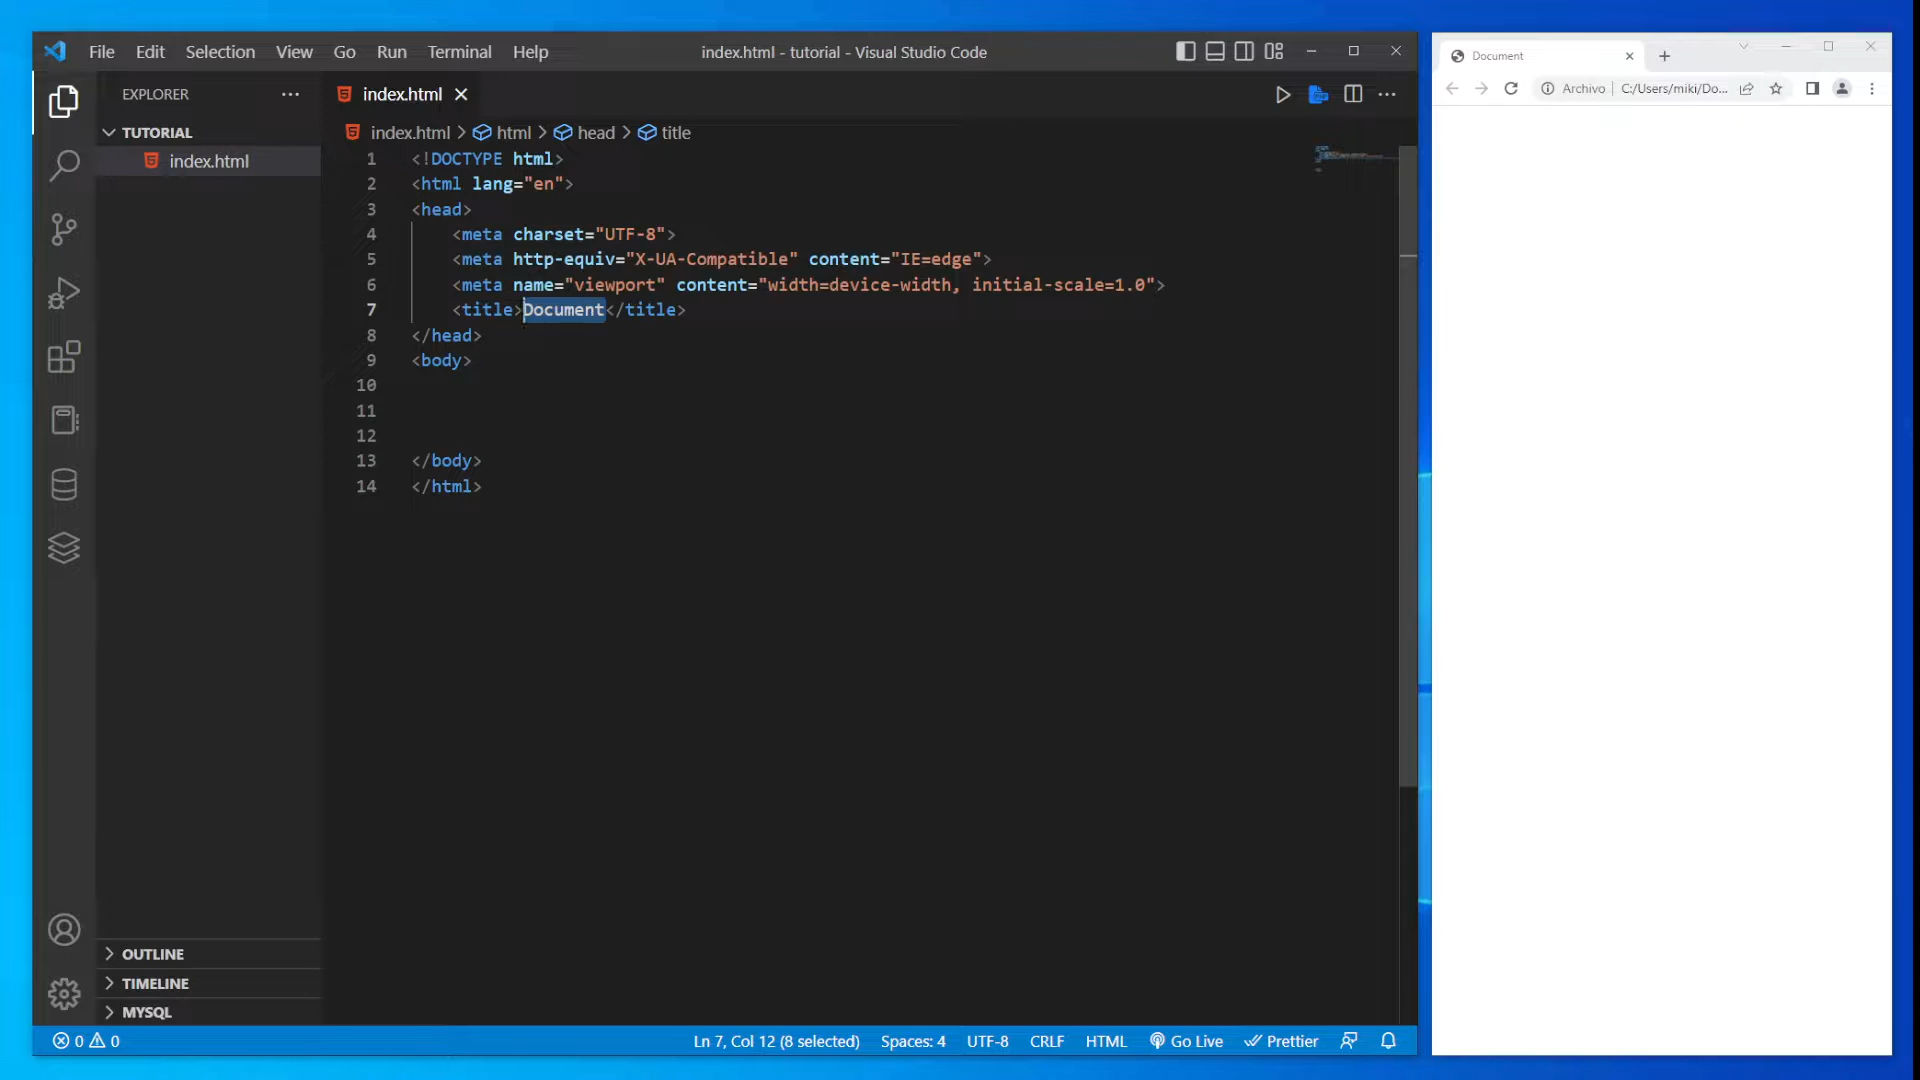 File Edit Selection View Go Run Terminal Help
index.html - tutorial - Visual Studio Code
EXPLORER
TUTORIAL
index.html
OUTLINE
TIMELINE
MYSQL
index.html
index.html > html > head > title
1 <!DOCTYPE html>
2 <html lang="en">
3 <head>
4 <meta charset="UTF-8">
5 <meta http-equiv="X-UA-Compatible" content="IE=edge">
6 <meta name="viewport" content="width=device-width, initial-scale=1.0">
7 <title>Document</title>
8 </head>
9 <body>
10
11
12
13 </body>
14 </html>
0 0 Ln 7, Col 12 (8 selected) Spaces: 4 UTF-8 CRLF HTML Go Live Prettier
Document
Archivo | C:/Users/miki/Do...